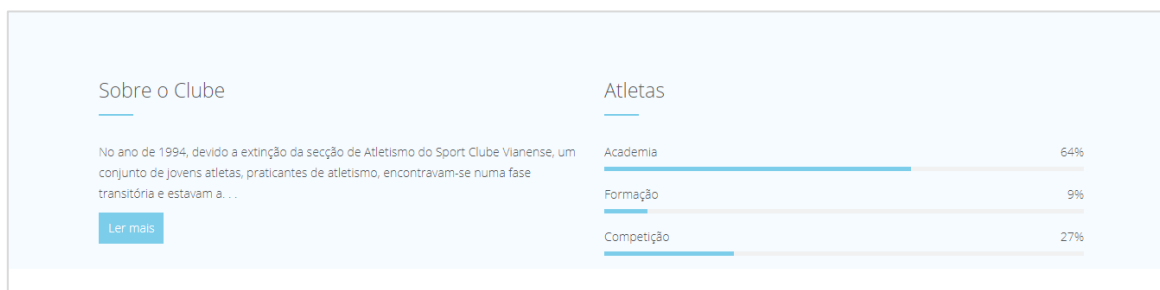 Sobre o Clube
No ano de 1994, devido a extinção da secção de Atletismo do Sport Clube Vianense, um
conjunto de jovens atletas, praticantes de atletismo, encontravam-se numa fase
transitória e estavam a. . .
Ler mais
Atletas
Academia 64%
Formação 9%
Competição 27%